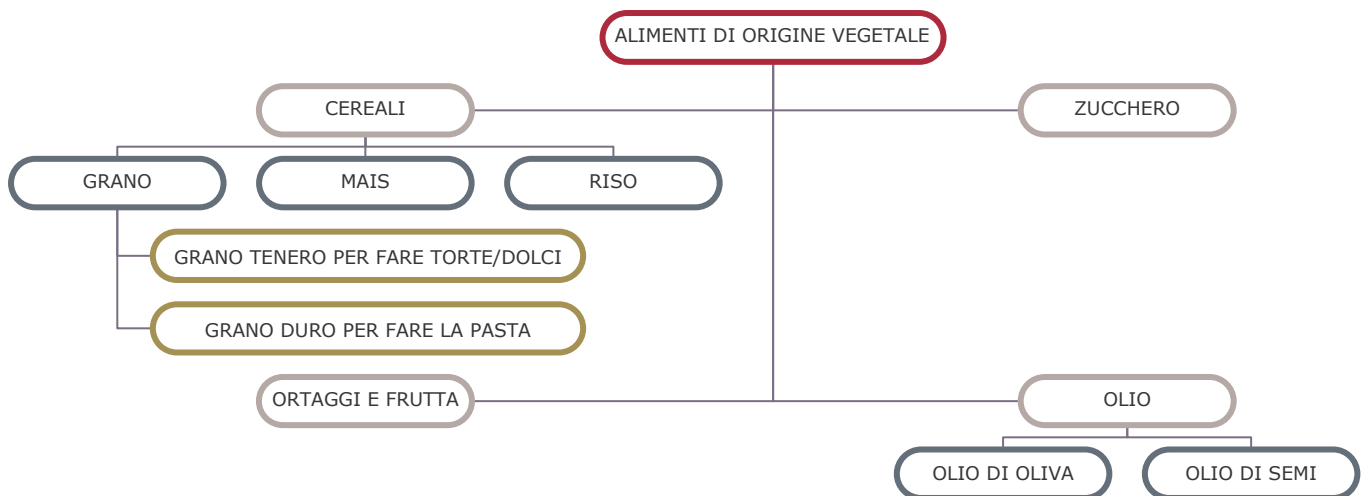 ALIMENTI DI ORIGINE VEGETALE
CEREALI
ZUCCHERO
GRANO
MAIS
RISO
GRANO TENERO PER FARE TORTE/DOLCI
GRANO DURO PER FARE LA PASTA
ORTAGGI E FRUTTA
OLIO
OLIO DI OLIVA
OLIO DI SEMI